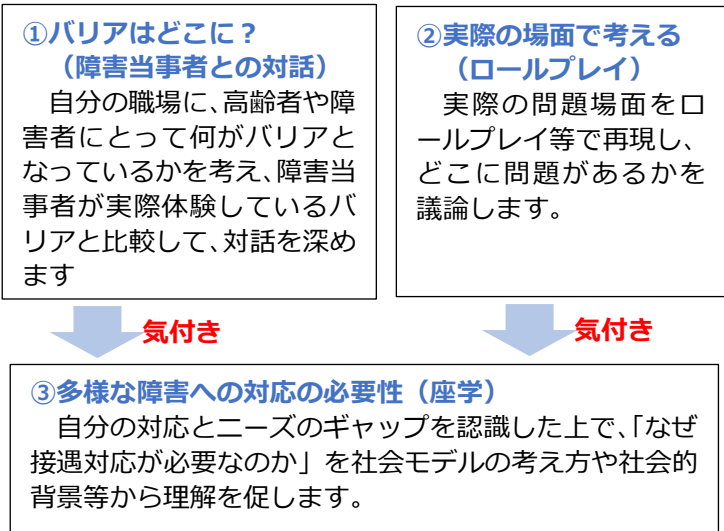 ①バリアはどこに？
（障害当事者との対話）
自分の職場に、高齢者や障
害者にとって何がバリアと
なっているかを考え、障害当
事者が実際体験しているバ
リアと比較して、対話を深め
ます
②実際の場面で考える
（ロールプレイ）
実際の問題場面をロ
ールプレイ等で再現し、
どこに問題があるかを
議論します。
気付き
気付き
③多様な障害への対応の必要性（座学）
自分の対応とニーズのギャップを認識した上で、「なぜ
接遇対応が必要なのか」を社会モデルの考え方や社会的
背景等から理解を促します。